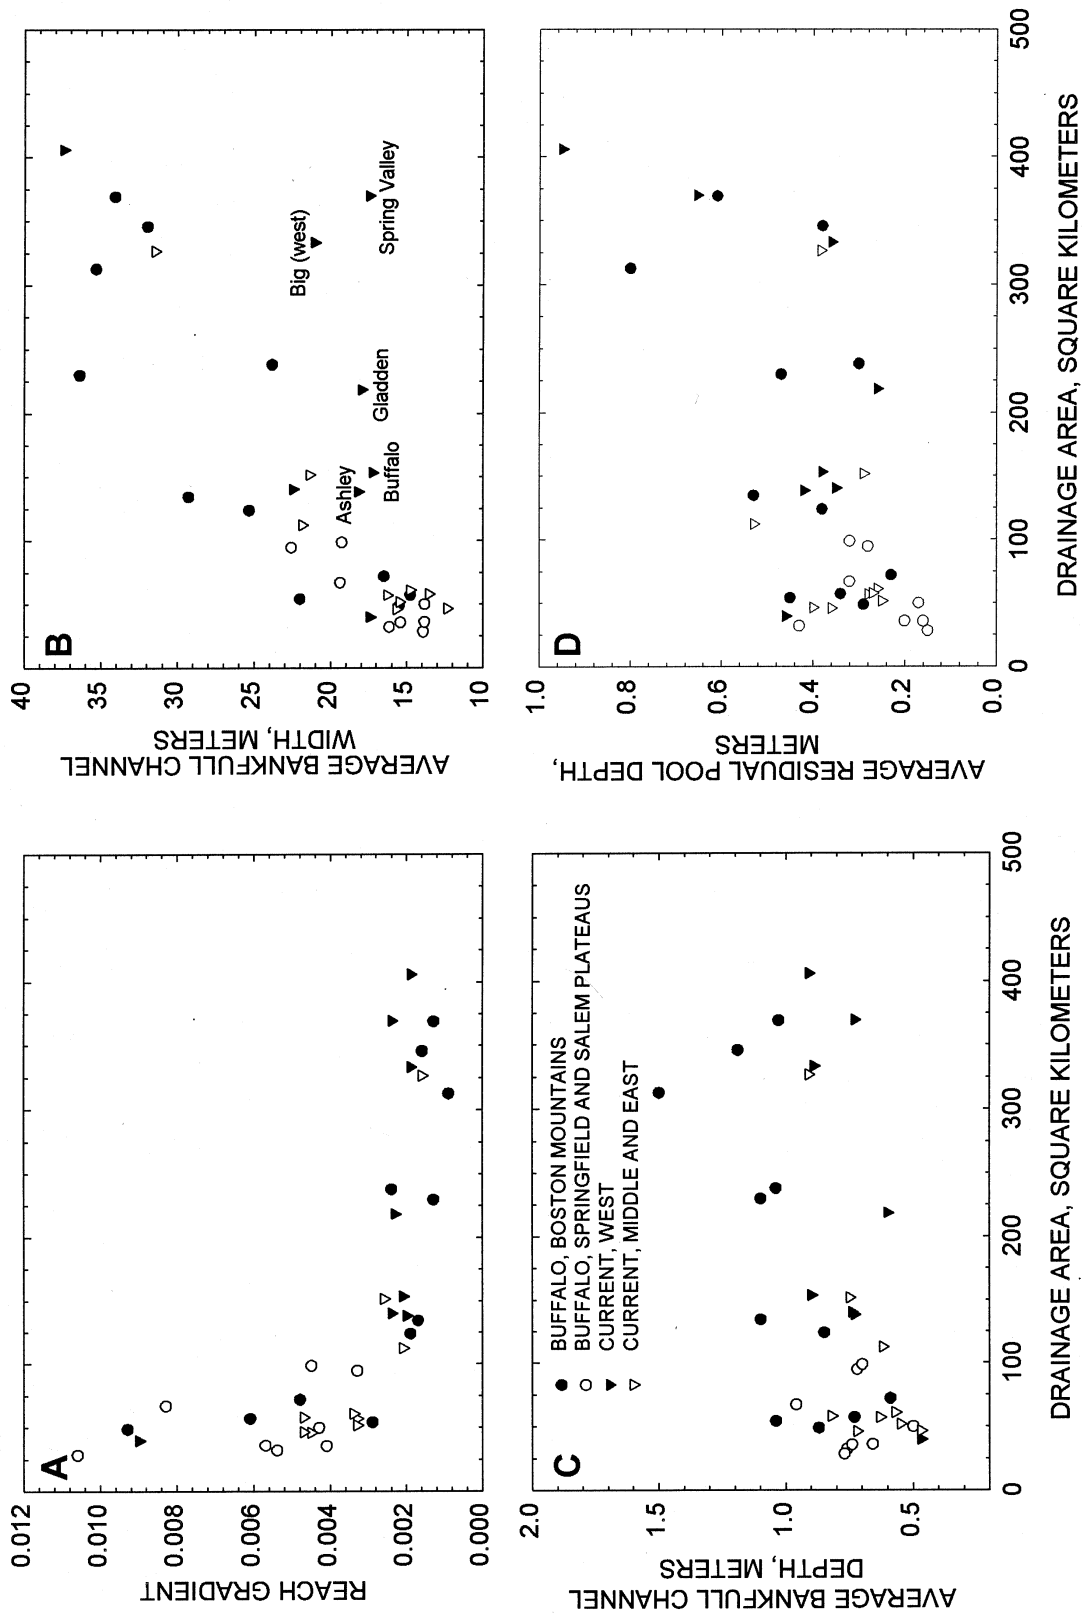 A
0.012
0.010
0.008
0.006
0.004
0.002
0.000
REACH GRADIENT
B
40
35
30
25
20
15
10
AVERAGE BANKFULL CHANNEL
WIDTH, METERS
Ashley
Buffalo
Gladden
Big (west)
Spring Valley
C
2.0
1.5
1.0
0.5
AVERAGE BANKFULL CHANNEL
DEPTH, METERS
BUFFALO, BOSTON MOUNTAINS
BUFFALO, SPRINGFIELD AND SALEM PLATEAUS
CURRENT, WEST
CURRENT, MIDDLE AND EAST
0 100 200 300 400 500
DRAINAGE AREA, SQUARE KILOMETERS
D
1.0
0.8
0.6
0.4
0.2
0.0
AVERAGE RESIDUAL POOL DEPTH,
METERS
0 100 200 300 400 500
DRAINAGE AREA, SQUARE KILOMETERS